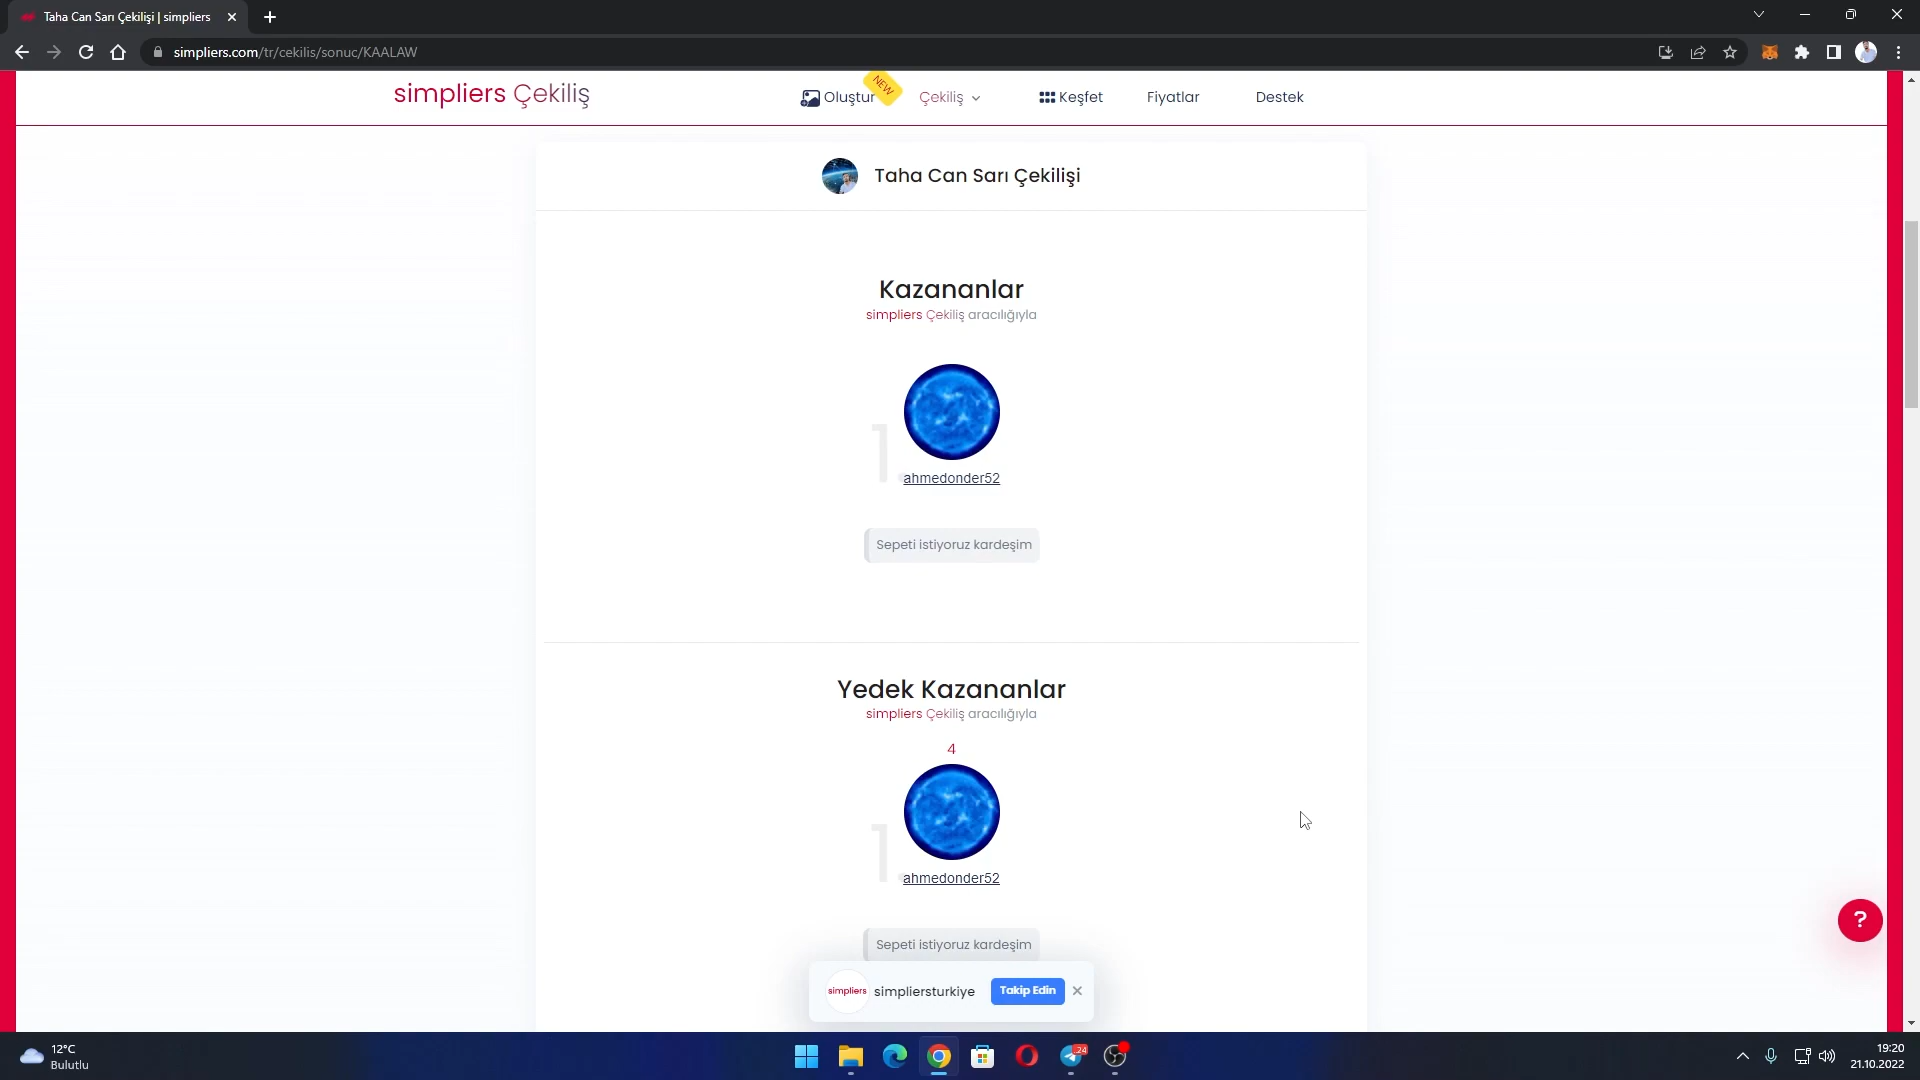 Taha Can Sarı Çekilişi | simpliers
simpliers.com/tr/cekilis/sonuc/KAALAW
simpliers Çekiliş
Oluştur
NEW
Çekiliş
Keşfet
Fiyatlar
Destek
Taha Can Sarı Çekilişi
Kazananlar
simpliers Çekiliş aracılığıyla
1
ahmedonder52
Sepeti istiyoruz kardeşim
Yedek Kazananlar
simpliers Çekiliş aracılığıyla
4
1
ahmedonder52
Sepeti istiyoruz kardeşim
simpliers
simpliersturkiye
Takip Edin
?
12°C
Bulutlu
24
19:20
21.10.2022